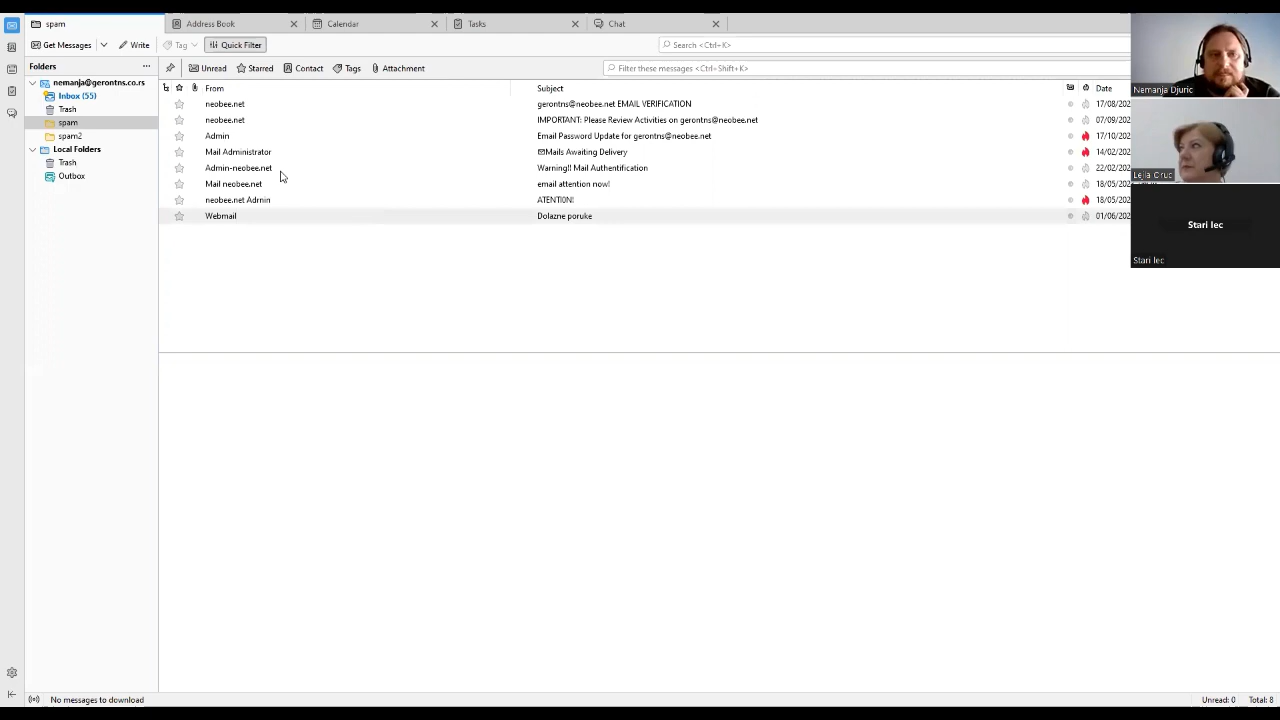 spam
Address Book
Calendar
Tasks
Chat
Get Messages
Write
Tag
Quick Filter
Search <Ctrl+K>
Folders
Unread
Starred
Contact
Tags
Attachment
Filter these messages <Ctrl+Shift+K>
nemanja@gerontns.co.rs
Inbox (55)
Trash
spam
spam2
Local Folders
Trash
Outbox
From Subject Date
neobee.net gerontns@neobee.net EMAIL VERIFICATION 17/08/202
neobee.net IMPORTANT: Please Review Activities on gerontns@neobee.net 07/09/202
Admin Email Password Update for gerontns@neobee.net 17/10/202
Mail Administrator ✉Mails Awaiting Delivery 14/02/202
Admin-neobee.net Warning!! Mail Authentification 22/02/202
Mail neobee.net email attention now! 18/05/202
neobee.net Admin 18/05/202
Webmail Dolazne poruke 01/06/202
Nemanja Djuric
Stari lec
Stari lec
No messages to download
Unread: 0 Total: 8